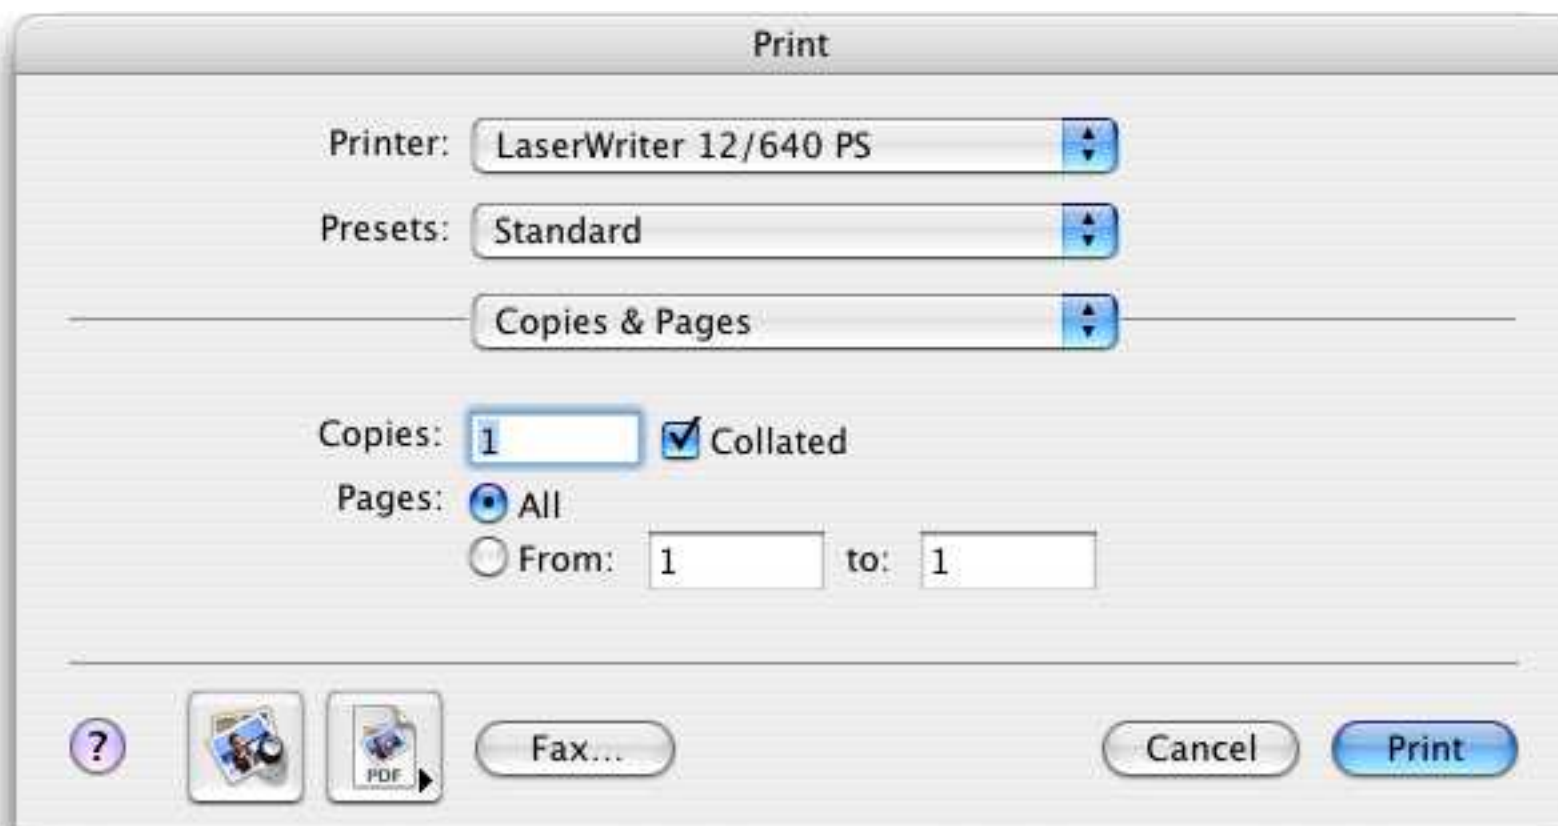 Print
Printer: LaserWriter 12/640 PS
Presets: Standard
Copies & Pages
Copies: 1 Collated
Pages: All
From: 1 to: 1
? PDF Fax... Cancel Print